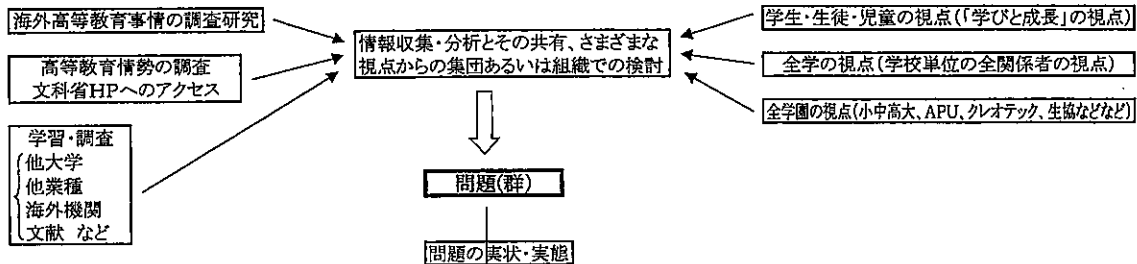 海外高等教育事情の調査研究
高等教育情勢の調査
文科省HPへのアクセス
学習・調査
他大学
他業種
海外機関
文献 など
情報収集・分析とその共有、さまざまな
視点からの集団あるいは組織での検討
学生・生徒・児童の視点(「学びと成長」の視点)
全学の視点(学校単位の全関係者の視点)
全学園の視点(小中高大、APU、クレオテック、生協などなど)
問題(群)
問題の実状・実態